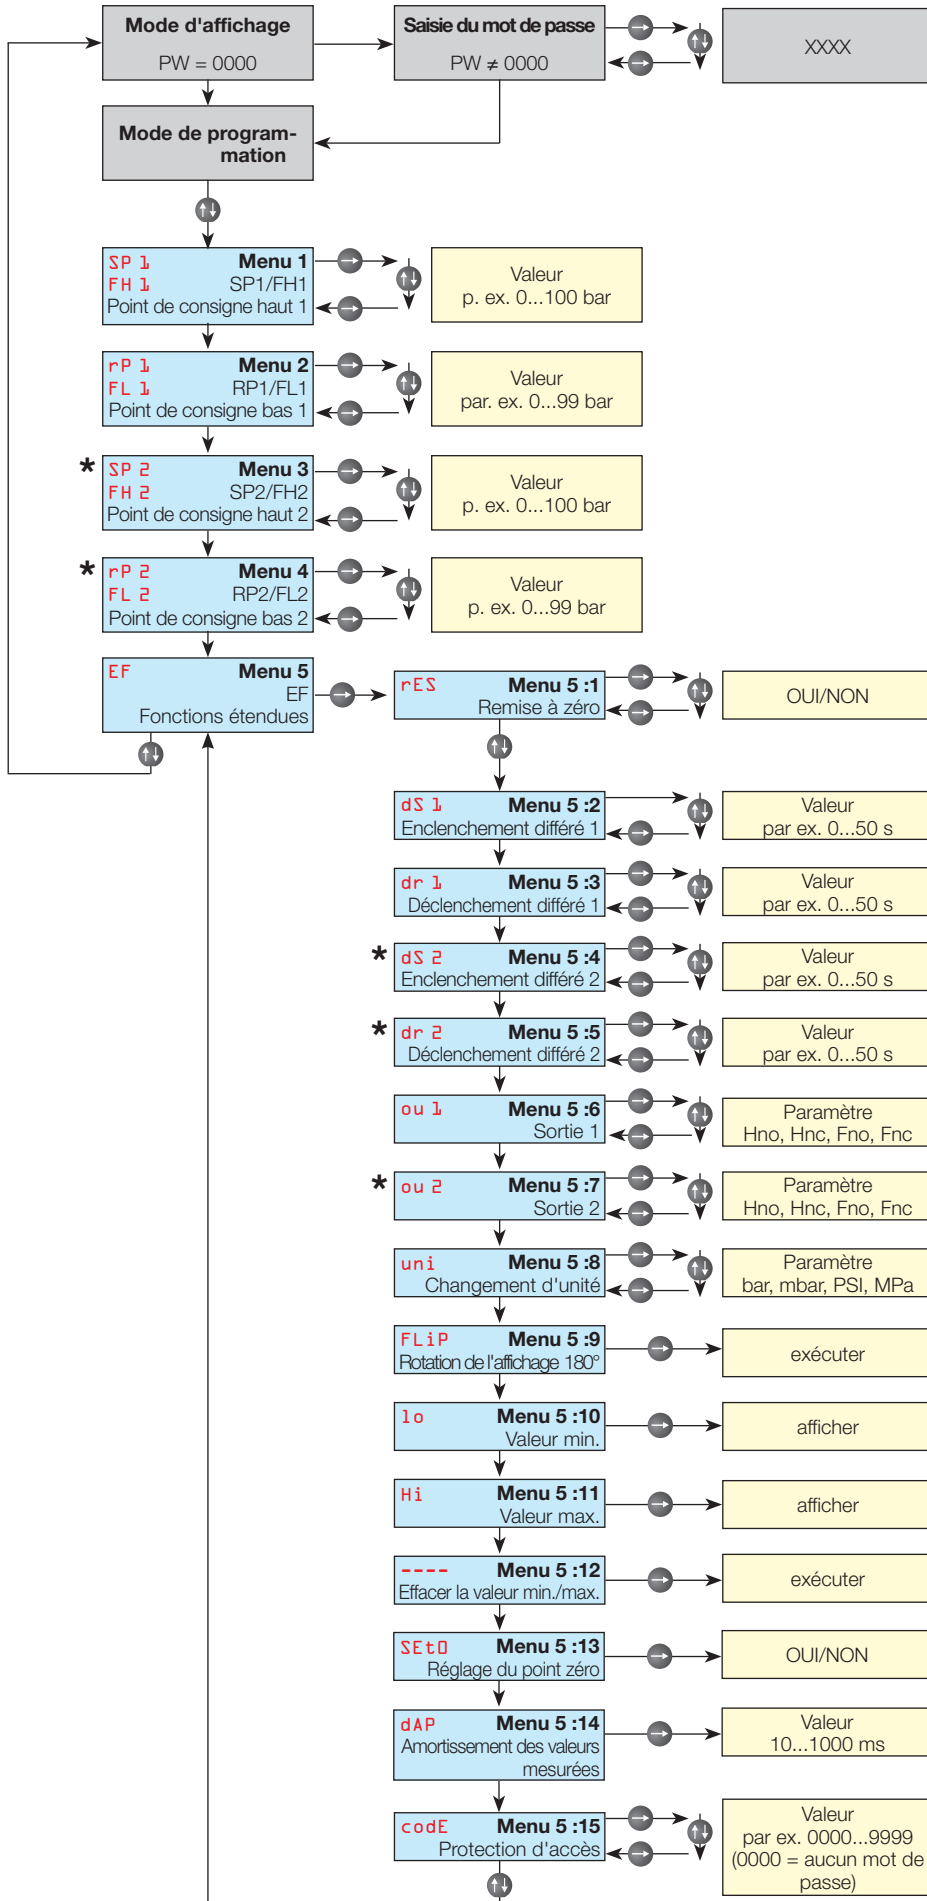 Mode d'affichage
PW = 0000
Saisie du mot de passe
PW ≠ 0000
XXXX
Mode de program-
mation
SP 1 Menu 1
FH 1 SP1/FH1
Point de consigne haut 1
Valeur
p. ex. 0...100 bar
rP 1 Menu 2
FL 1 RP1/FL1
Point de consigne bas 1
Valeur
par. ex. 0...99 bar
* SP 2 Menu 3
FH 2 SP2/FH2
Point de consigne haut 2
Valeur
p. ex. 0...100 bar
* rP 2 Menu 4
FL 2 RP2/FL2
Point de consigne bas 2
Valeur
p. ex. 0...99 bar
EF Menu 5
EF
Fonctions étendues
rES Menu 5 :1
Remise à zéro
OUI/NON
dS 1 Menu 5 :2
Enclenchement différé 1
Valeur
par ex. 0...50 s
dr 1 Menu 5 :3
Déclenchement différé 1
Valeur
par ex. 0...50 s
* dS 2 Menu 5 :4
Enclenchement différé 2
Valeur
par ex. 0...50 s
* dr 2 Menu 5 :5
Déclenchement différé 2
Valeur
par ex. 0...50 s
ou 1 Menu 5 :6
Sortie 1
Paramètre
Hno, Hnc, Fno, Fnc
* ou 2 Menu 5 :7
Sortie 2
Paramètre
Hno, Hnc, Fno, Fnc
uni Menu 5 :8
Changement d'unité
Paramètre
bar, mbar, PSI, MPa
FLiP Menu 5 :9
Rotation de l'affichage 180°
exécuter
lo Menu 5 :10
Valeur min.
afficher
Hi Menu 5 :11
Valeur max.
afficher
---- Menu 5 :12
Effacer la valeur min./max.
exécuter
SEt0 Menu 5 :13
Réglage du point zéro
OUI/NON
dAP Menu 5 :14
Amortissement des valeurs
mesurées
Valeur
10...1000 ms
codE Menu 5 :15
Protection d'accès
Valeur
par ex. 0000...9999
(0000 = aucun mot de
passe)